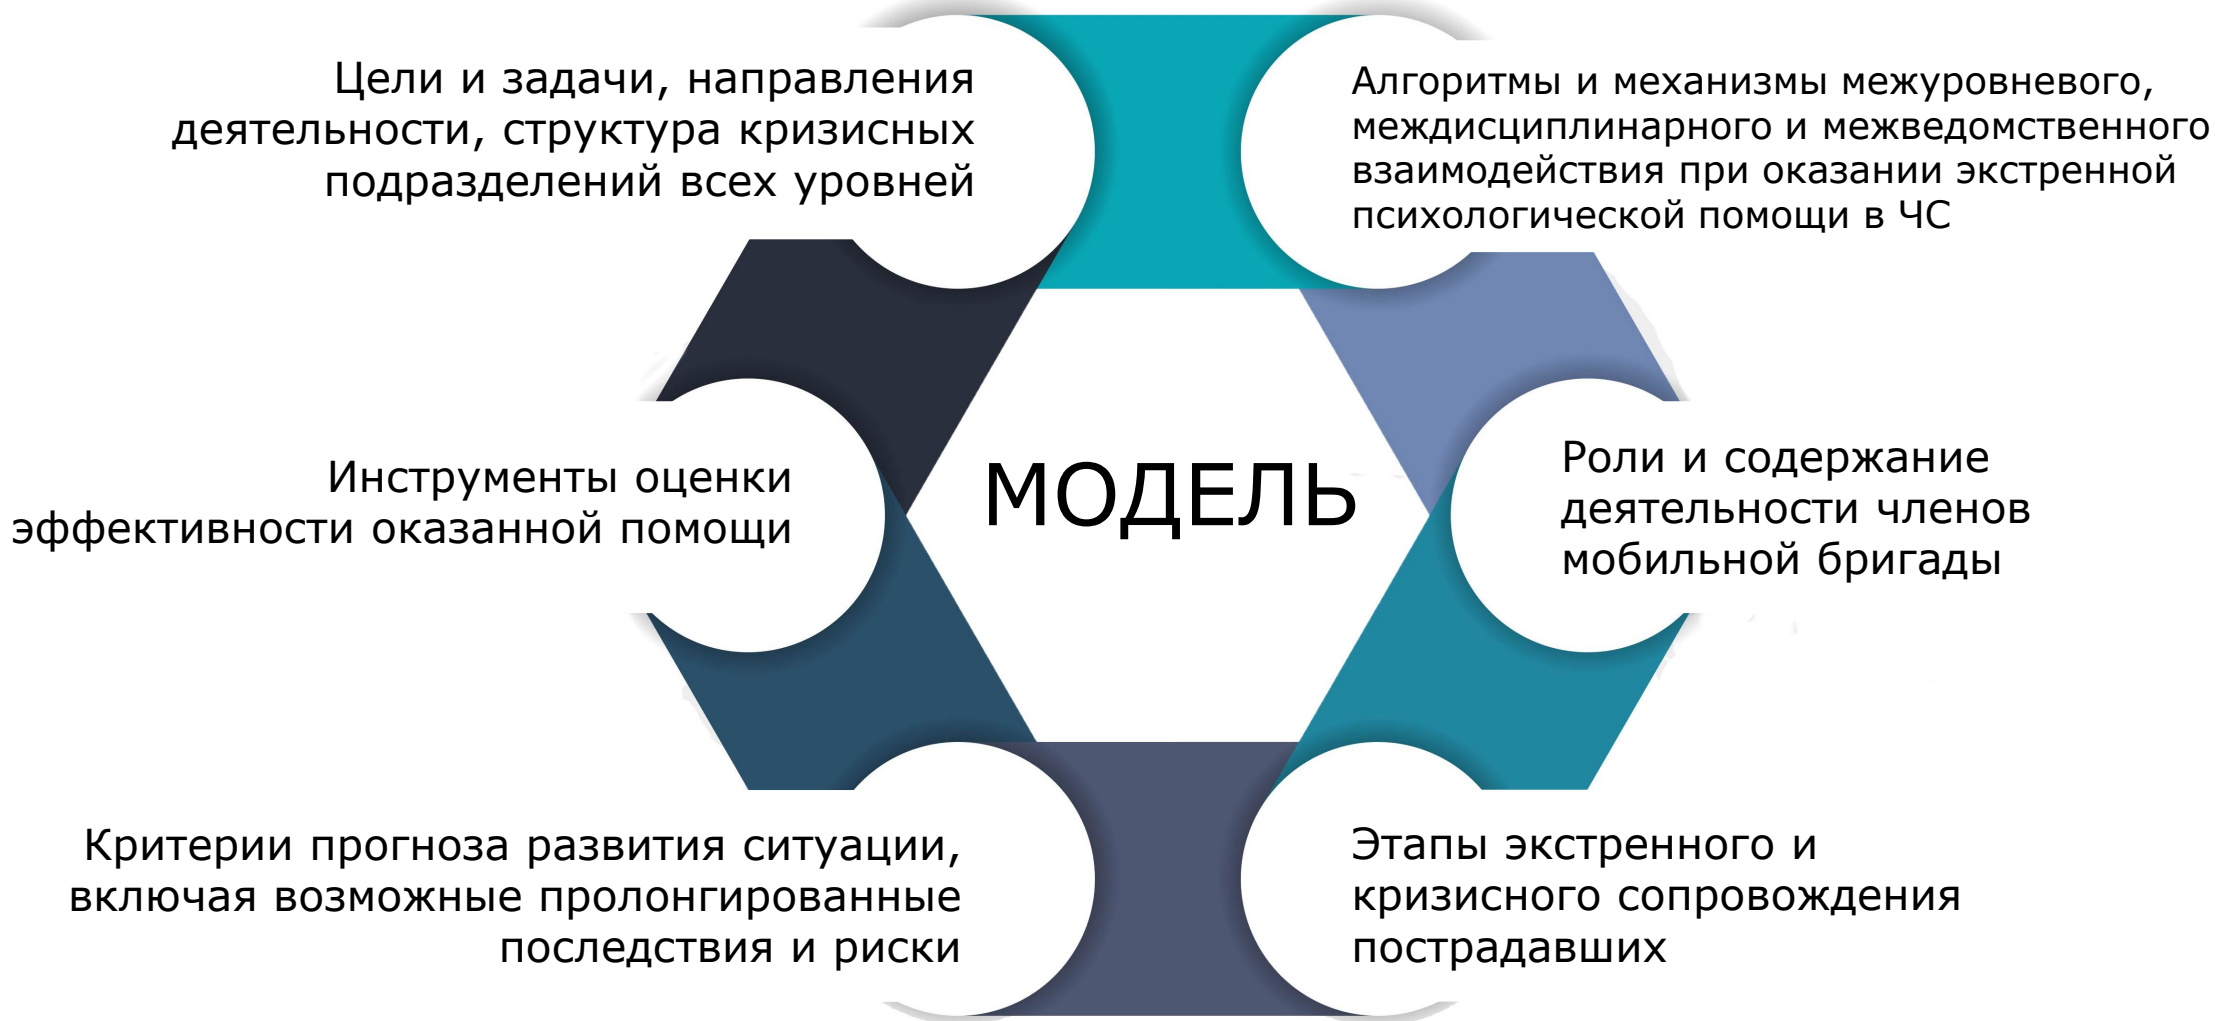 Цели и задачи, направления
деятельности, структура кризисных
подразделений всех уровней
Алгоритмы и механизмы межуровневого,
междисциплинарного и межведомственного
взаимодействия при оказании экстренной
психологической помощи в ЧС
Инструменты оценки
эффективности оказанной помощи
МОДЕЛЬ
Роли и содержание
деятельности членов
мобильной бригады
Критерии прогноза развития ситуации,
включая возможные пролонгированные
последствия и риски
Этапы экстренного и
кризисного сопровождения
пострадавших